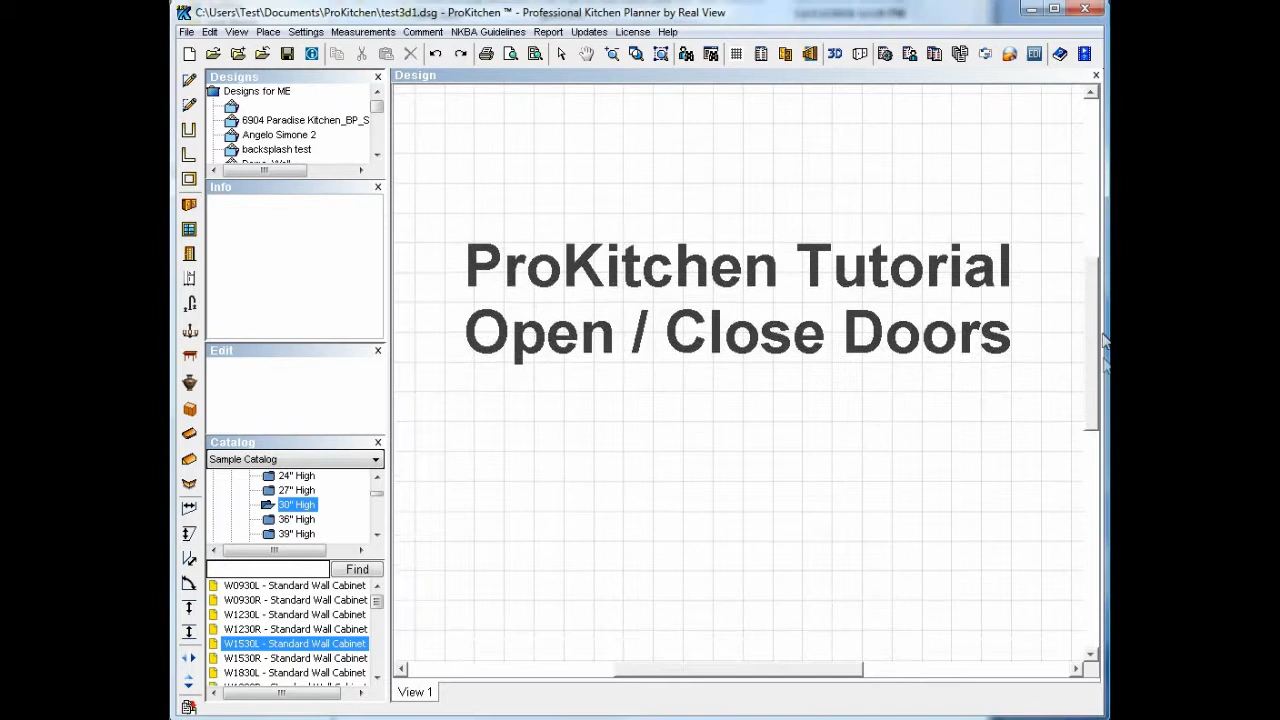 C:\Users\Test\Documents\ProKitchen\test3d1.dsg - ProKitchen ™ - Professional Kitchen Planner by Real View
File Edit View Place Settings Measurements Comment NKBA Guidelines Report Updates License Help
3D
Designs
Designs for ME
6904 Paradise Kitchen_BP_S
Angelo Simone 2
backsplash test
Info
Edit
Catalog
Sample Catalog
24" High
27" High
30" High
36" High
39" High
Find
W0930L - Standard Wall Cabinet
W0930R - Standard Wall Cabinet
W1230L - Standard Wall Cabinet
W1230R - Standard Wall Cabinet
W1530L - Standard Wall Cabinet
W1530R - Standard Wall Cabinet
W1830L - Standard Wall Cabinet
Design
ProKitchen Tutorial
Open / Close Doors
View 1